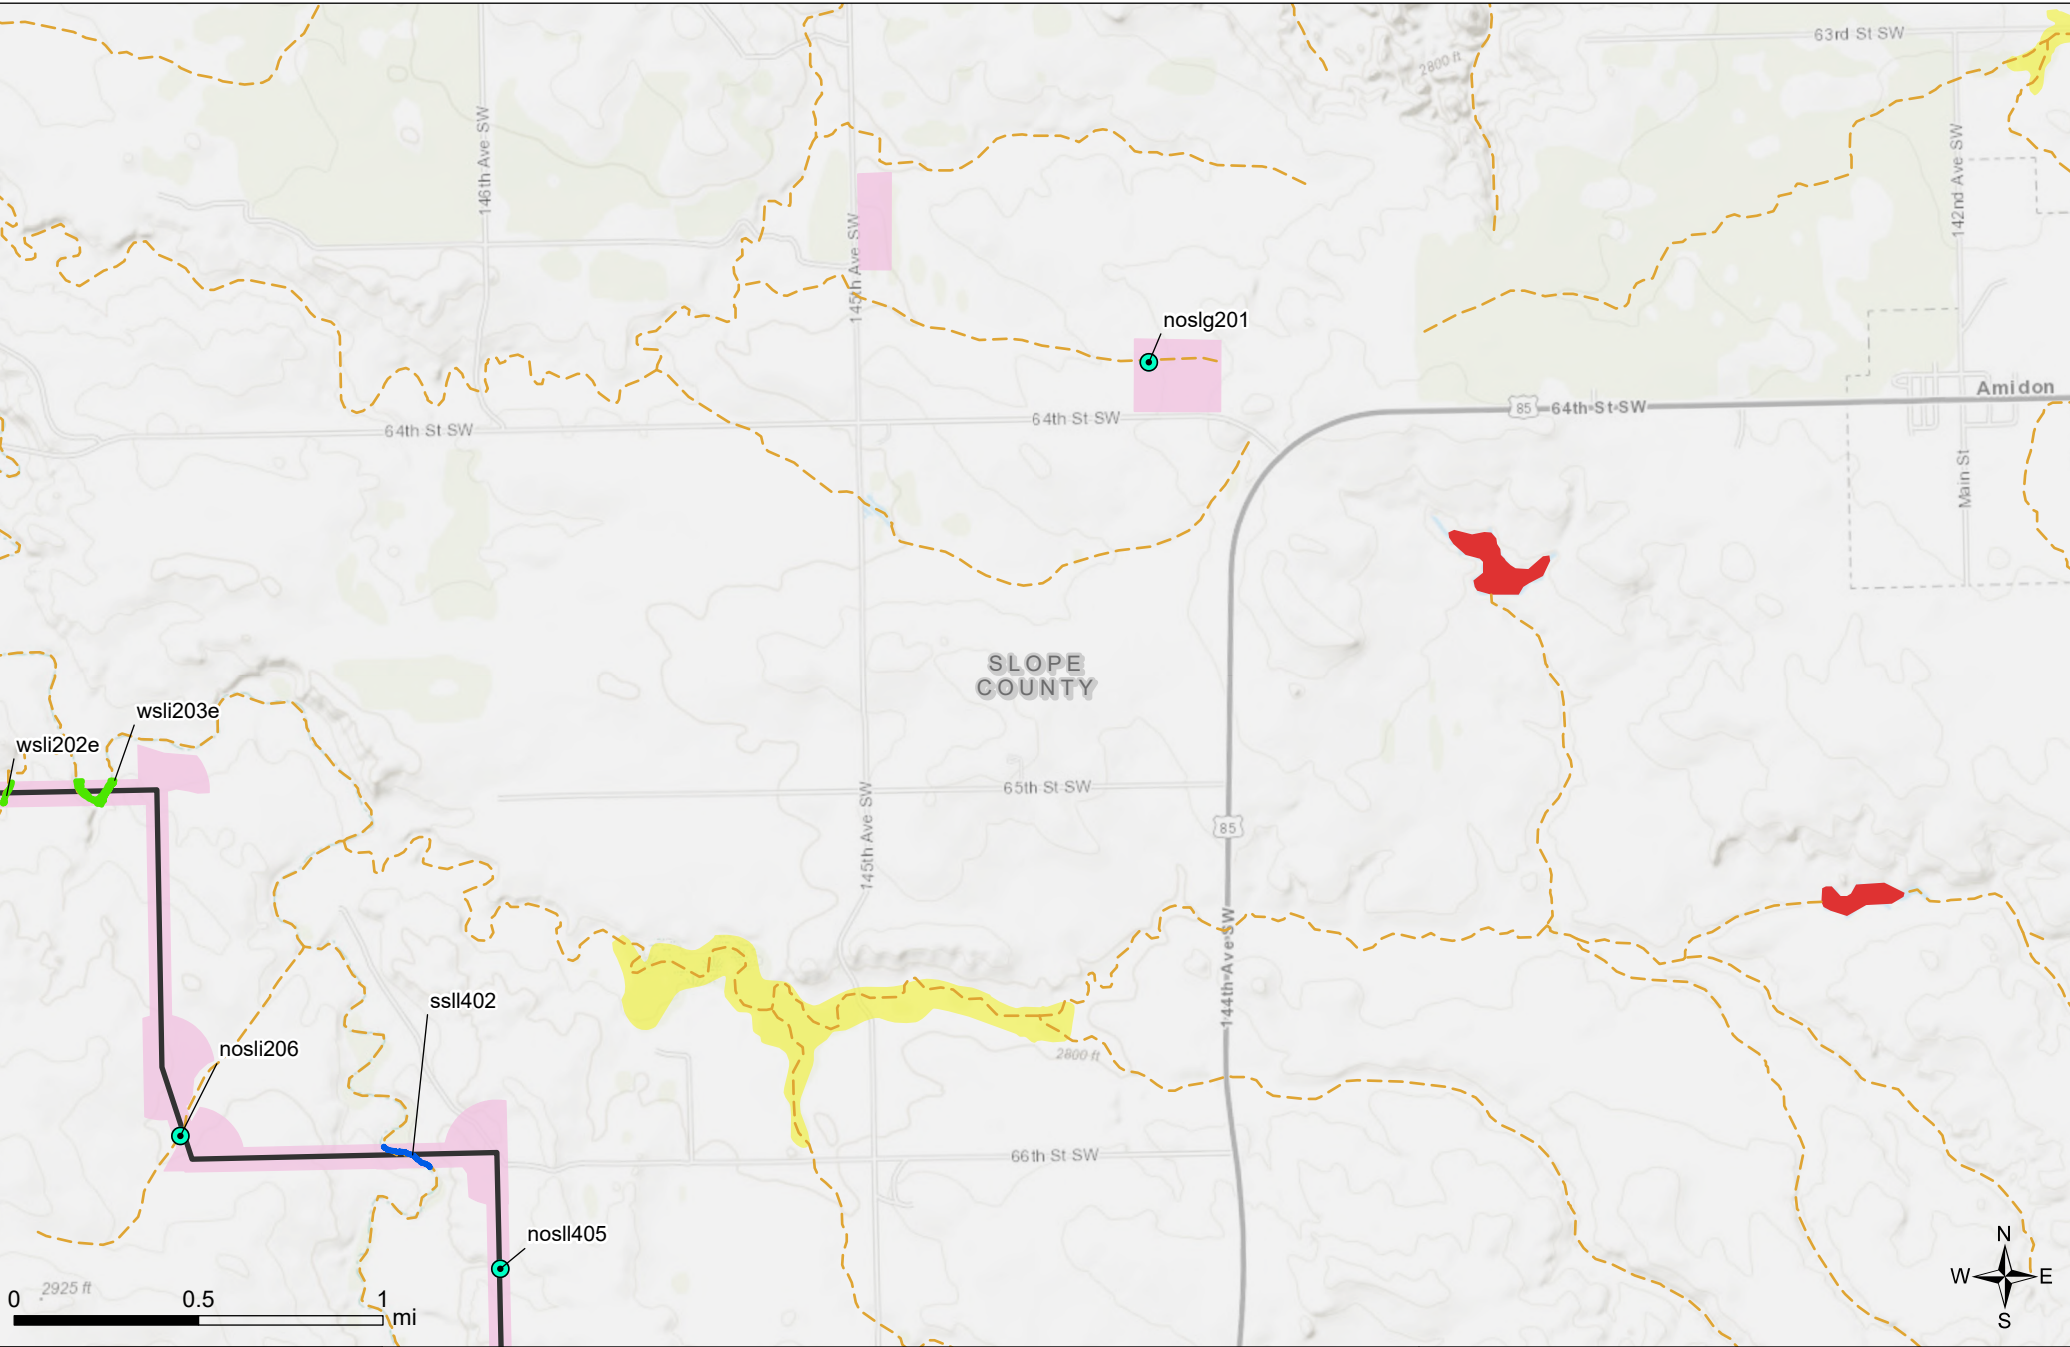 63rd St SW
2800 ft
146th Ave SW
142nd Ave SW
145th Ave SW
noslg201
Amidon
85
64th St SW
64th St SW
64th St SW
Main St
SLOPE
COUNTY
wsli203e
wsli202e
65th St SW
145th Ave SW
85
144th Ave SW
ssll402
nosli206
2800 ft
66th St SW
nosll405
2925 ft
0 0.5 1
mi
N
W E
S